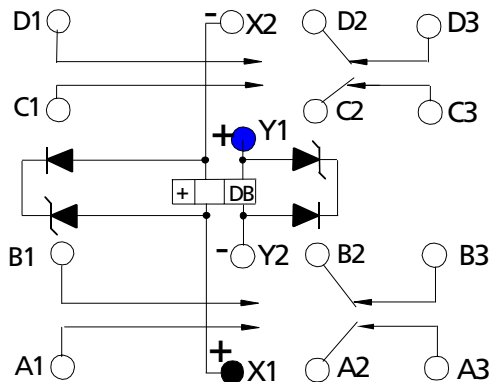 D1 - X2 D2 D3
C1 C2 C3
+ Y1
+ DB
B1 - Y2 B2 B3
A1 + X1 A2 A3